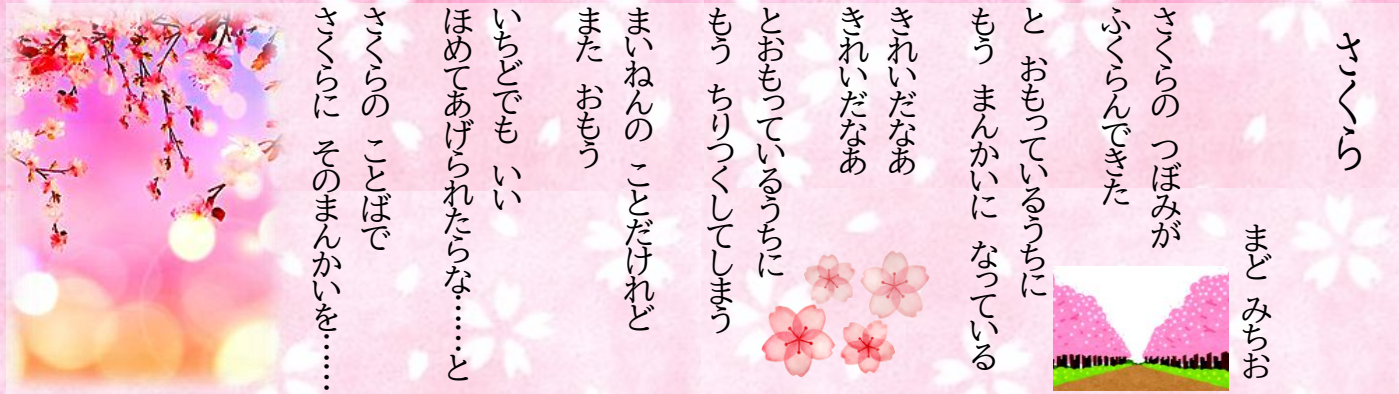 さくら
まど みちお
さくらの つぼみが
ふくらんできた
と おもっているうちに
もう まんかいに なっている
きれいだなあ
きれいだなあ
とおもっているうちに
もう ちりつくしてしまう
まいねんの ことだけれど
また おもう
いちどでも いい
ほめてあげられたらな……と
さくらの ことばで
さくらに そのまんかいを……